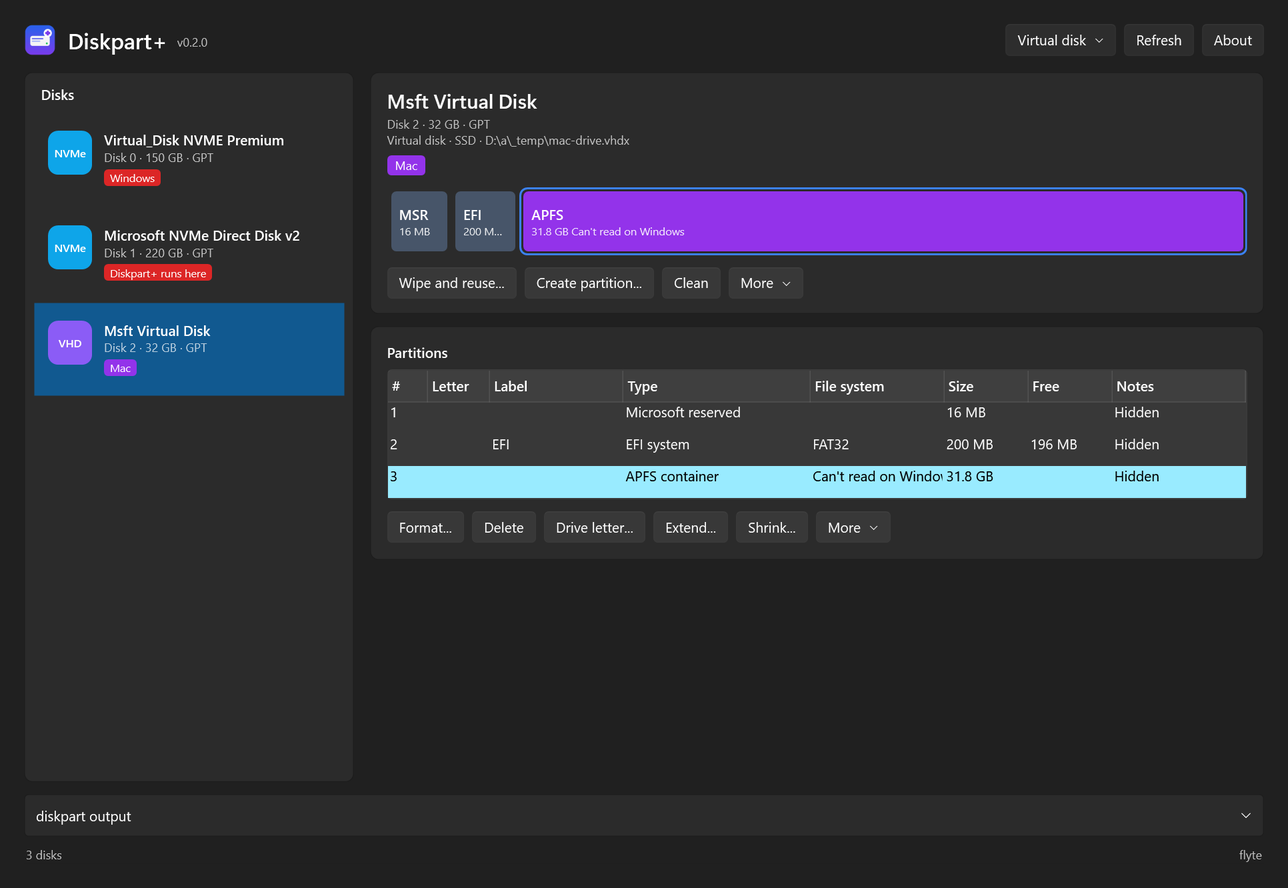 Diskpart+ v0.2.0
Virtual disk
Refresh
About
Disks
NVMe
Virtual_Disk NVME Premium
Disk 0 · 150 GB · GPT
Windows
NVMe
Microsoft NVMe Direct Disk v2
Disk 1 · 220 GB · GPT
Diskpart+ runs here
VHD
Msft Virtual Disk
Disk 2 · 32 GB · GPT
Mac
Msft Virtual Disk
Disk 2 · 32 GB · GPT
Virtual disk · SSD · D:\a\_temp\mac-drive.vhdx
Mac
MSR
16 MB
EFI
200 M...
APFS
31.8 GB Can't read on Windows
Wipe and reuse... Create partition... Clean More
Partitions
# Letter Label Type File system Size Free Notes
1 Microsoft reserved 16 MB Hidden
2 EFI EFI system FAT32 200 MB 196 MB Hidden
3 APFS container Can't read on Window 31.8 GB Hidden
Format... Delete Drive letter... Extend... Shrink... More
diskpart output
3 disks
flyte